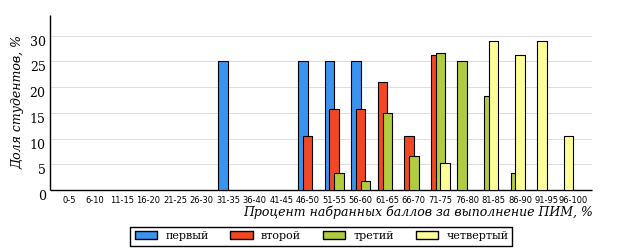 Доля студентов, %
30
25
20
15
10
5
0
0-5 6-10 11-15 16-20 21-25 26-30 31-35 36-40 41-45 46-50 51-55 56-60 61-65 66-70 71-75 76-80 81-85 86-90 91-95 96-100
Процент набранных баллов за выполнение ПИМ, %
первый второй третий четвертый